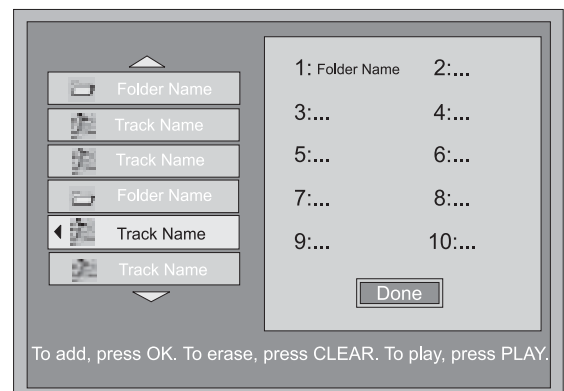 Folder Name
Track Name
Track Name
Folder Name
Track Name
Track Name
1: Folder Name 2:...
3:... 4:...
5:... 6:...
7:... 8:...
9:... 10:...
Done
To add, press OK. To erase, press CLEAR. To play, press PLAY.